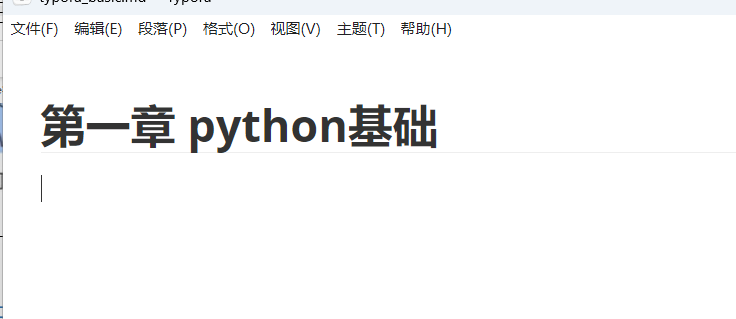 文件(F) 编辑(E) 段落(P) 格式(O) 视图(V) 主题(T) 帮助(H)
第一章 python基础